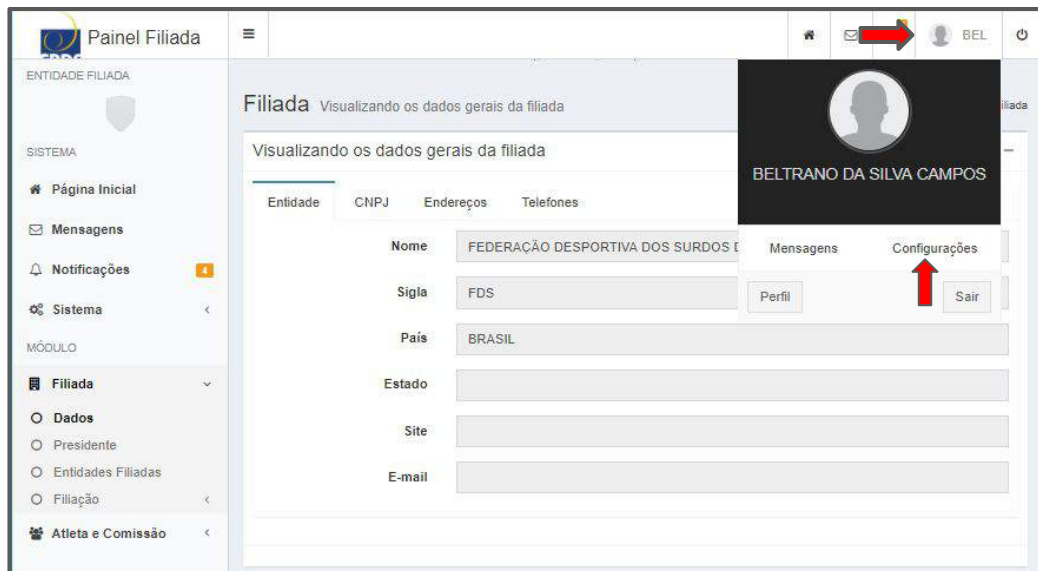 Painel Filiada
BEL
ENTIDADE FILIADA
Filiada Visualizando os dados gerais da filiada
SISTEMA
Página Inicial
Mensagens
Notificações 4
Sistema
MÓDULO
Filiada
Dados
Presidente
Entidades Filiadas
Filiação
Atleta e Comissão
Visualizando os dados gerais da filiada
Entidade CNPJ Endereços Telefones
Nome FEDERAÇÃO DESPORTIVA DOS SURDOS
Sigla FDS
País BRASIL
Estado
Site
E-mail
BELTRANO DA SILVA CAMPOS
Mensagens Configurações
Perfil Sair